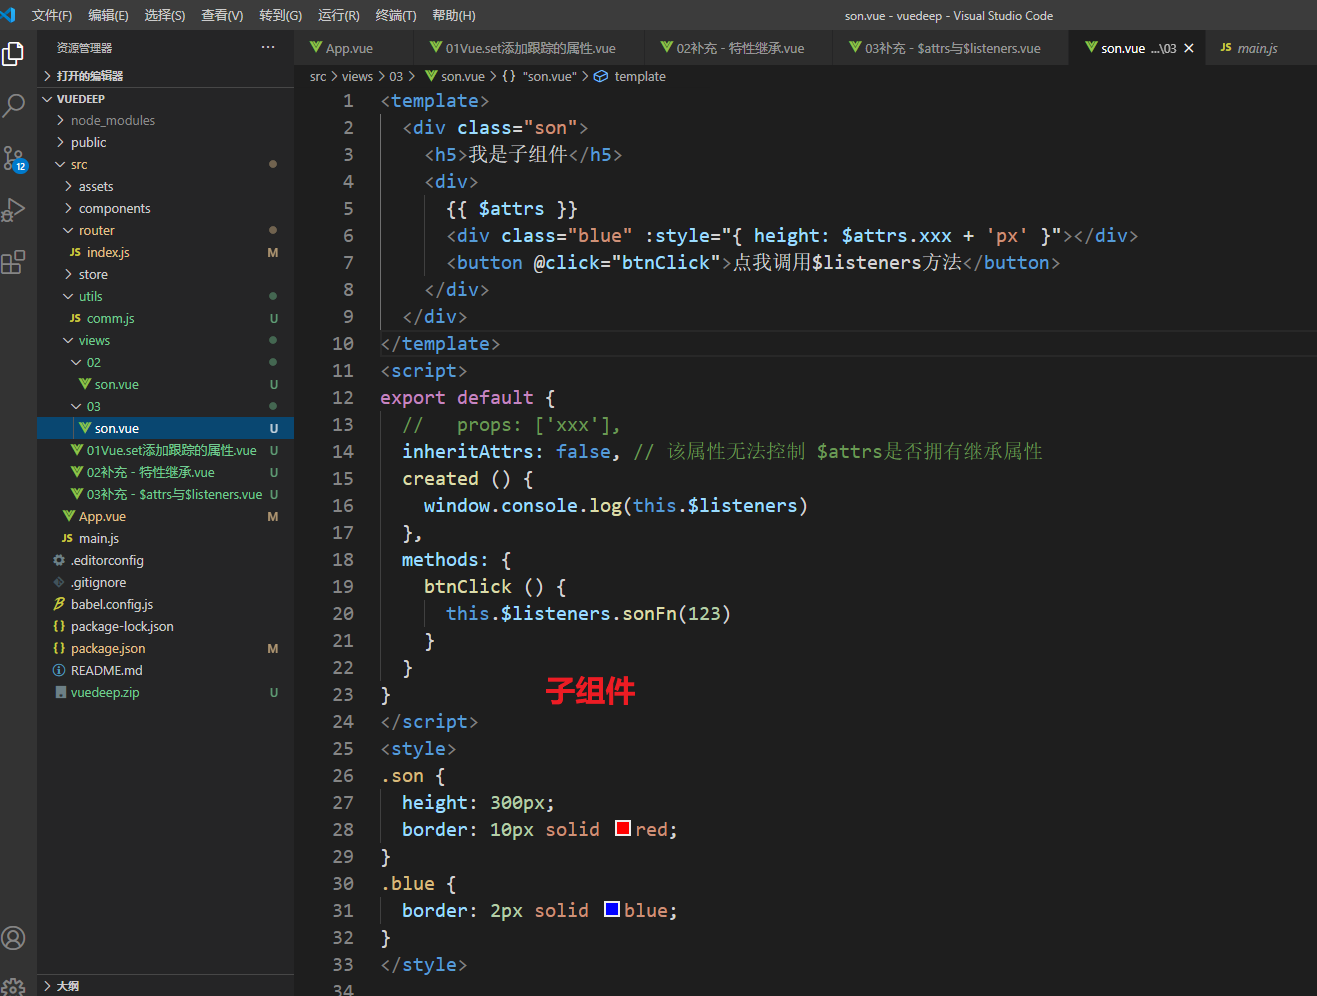 文件(F) 编辑(E) 选择(S) 查看(V) 转到(G) 运行(R) 终端(T) 帮助(H) son.vue - vuedeep - Visual Studio Code
资源管理器 ···
App.vue 01Vue.set添加跟踪的属性.vue 02补充 - 特性继承.vue 03补充 - $attrs与$listeners.vue son.vue ...\03 × main.js
src > views > 03 > son.vue > {} "son.vue" > template
打开的编辑器
VUEDEEP
node_modules
public
src
assets
components
router
JS index.js M
store
utils
JS comm.js U
views
02
son.vue U
03
son.vue U
01Vue.set添加跟踪的属性.vue U
02补充 - 特性继承.vue U
03补充 - $attrs与$listeners.vue U
App.vue M
JS main.js
.editorconfig
.gitignore
babel.config.js
{} package-lock.json
{} package.json M
README.md
vuedeep.zip U
大纲
12
1 <template>
2 <div class="son">
3 <h5>我是子组件</h5>
4 <div>
5 {{ $attrs }}
6 <div class="blue" :style="{ height: $attrs.xxx + 'px' }"></div>
7 <button @click="btnClick">点我调用$listeners方法</button>
8 </div>
9 </div>
10 </template>
11 <script>
12 export default {
13 //   props: ['xxx'],
14 inheritAttrs: false, // 该属性无法控制 $attrs是否拥有继承属性
15 created () {
16 window.console.log(this.$listeners)
17 },
18 methods: {
19 btnClick () {
20 this.$listeners.sonFn(123)
21 }
22 }
23 }
子组件
24 </script>
25 <style>
26 .son {
27 height: 300px;
28 border: 10px solid red;
29 }
30 .blue {
31 border: 2px solid blue;
32 }
33 </style>
34